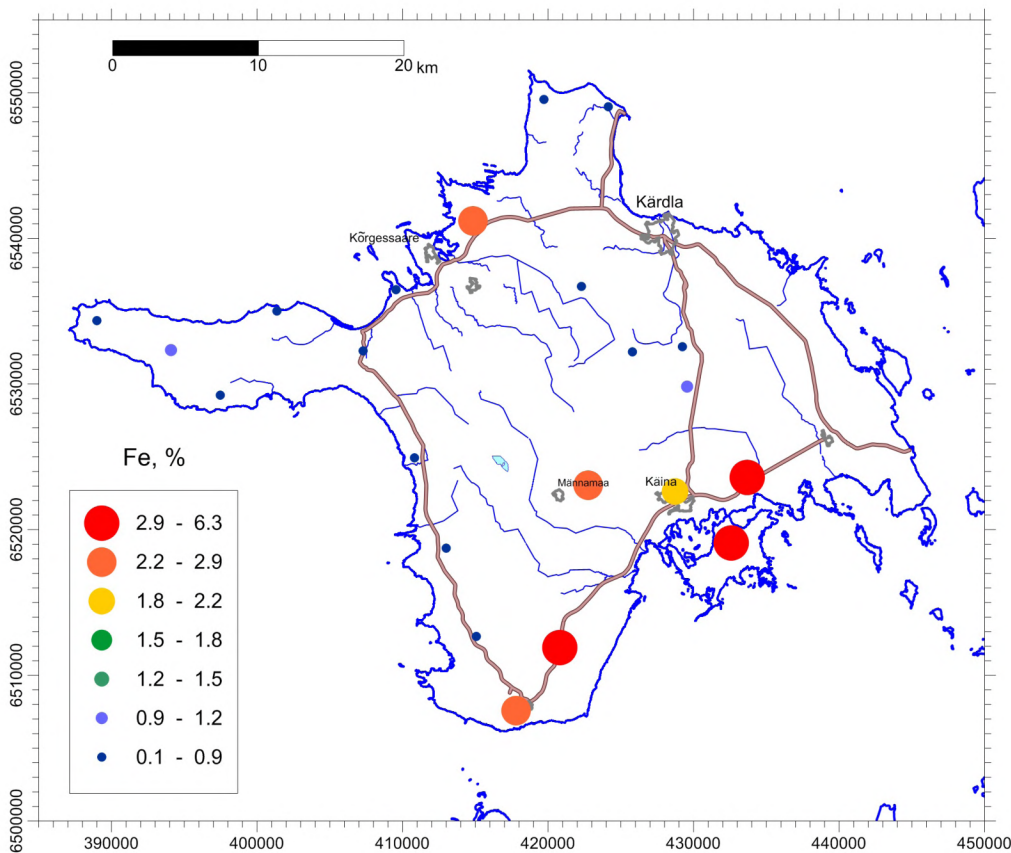 0 10 20 km
6550000
Kärdla
Kõrgessaare
6540000
6530000
Fe, %
Männamaa
Käina
2.9 - 6.3
6520000
2.2 - 2.9
1.8 - 2.2
1.5 - 1.8
1.2 - 1.5
6510000
0.9 - 1.2
0.1 - 0.9
6500000
390000 400000 410000 420000 430000 440000 450000